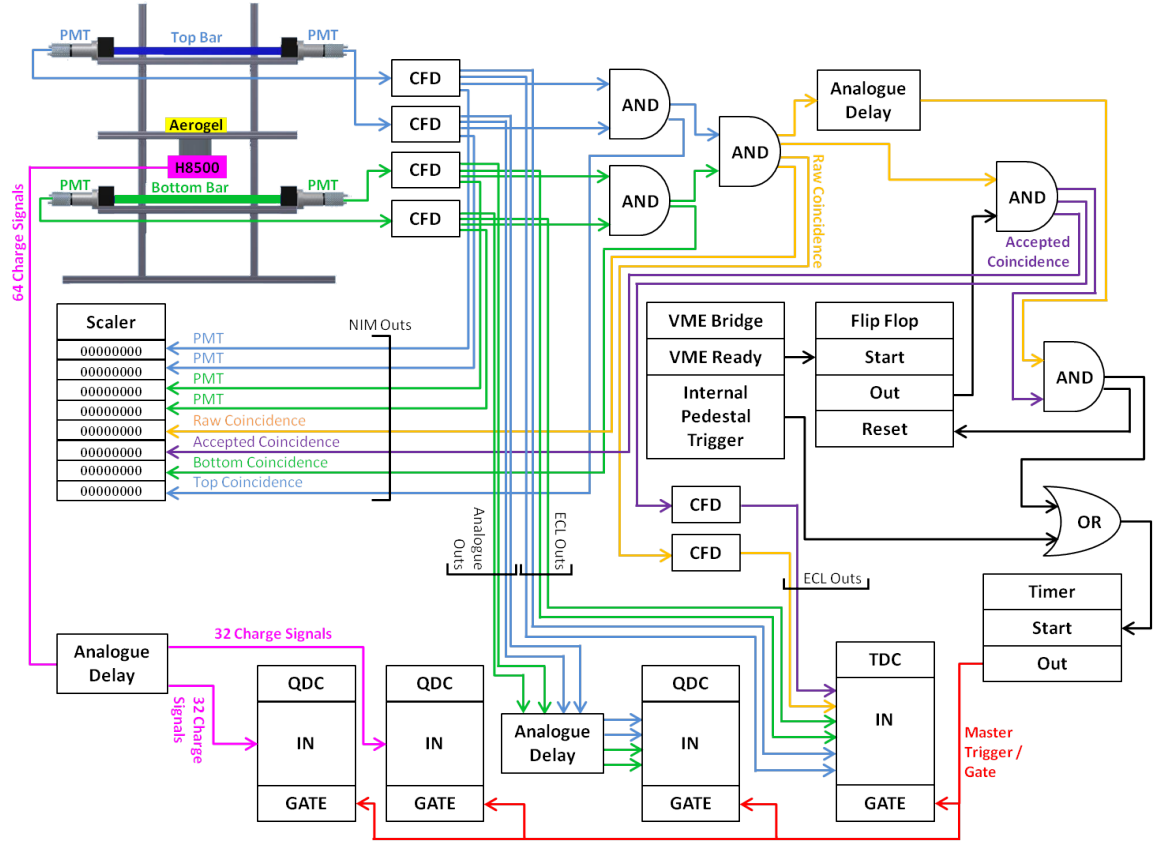 PMT
Top Bar
PMT
Aerogel
H8500
PMT
Bottom Bar
PMT
64 Charge Signals
CFD
CFD
CFD
CFD
AND
AND
AND
Analogue
Delay
Raw Coincidence
AND
Accepted
Coincidence
AND
Scaler
00000000
00000000
00000000
00000000
00000000
00000000
00000000
00000000
NIM Outs
PMT
PMT
PMT
PMT
Raw Coincidence
Accepted Coincidence
Bottom Coincidence
Top Coincidence
VME Bridge
VME Ready
Internal
Pedestal
Trigger
Flip Flop
Start
Out
Reset
CFD
CFD
OR
Analogue
Outs
ECL Outs
ECL Outs
Timer
Start
Out
Analogue
Delay
32 Charge Signals
32 Charge
Signals
QDC
IN
GATE
QDC
IN
GATE
Analogue
Delay
QDC
IN
GATE
TDC
IN
GATE
Master
Trigger /
Gate